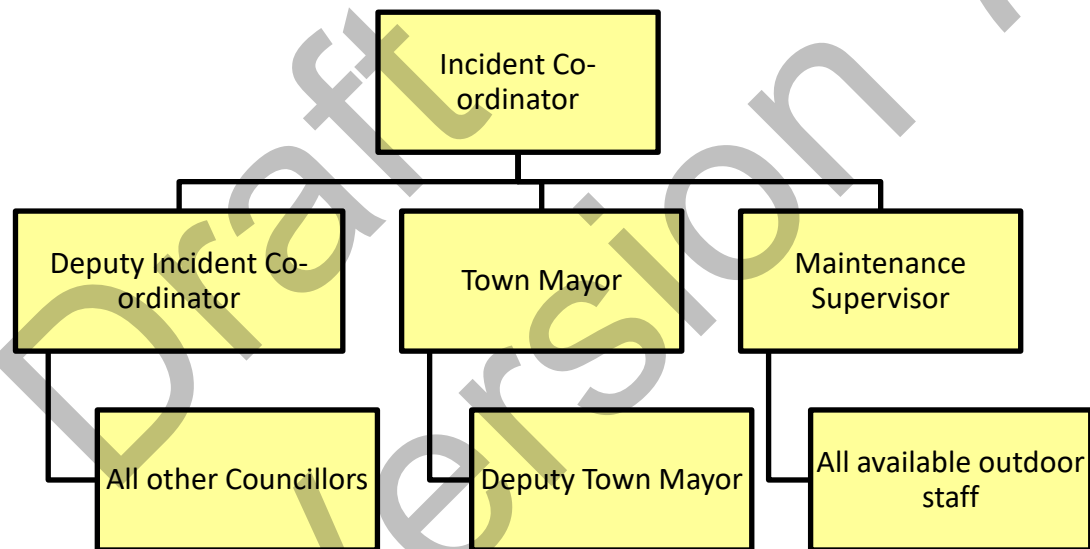 Incident Co-
ordinator
Deputy Incident Co-
ordinator
Town Mayor
Maintenance
Supervisor
All other Councillors
Deputy Town Mayor
All available outdoor
staff
Draft
Version